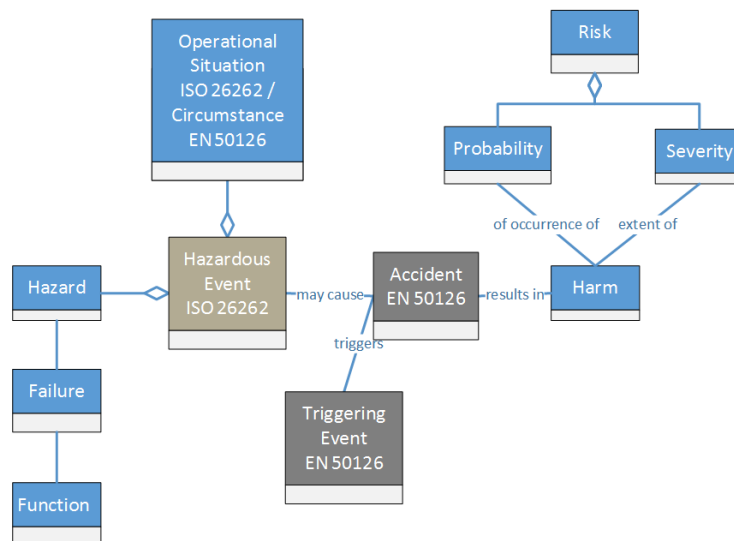 Operational
Situation
ISO 26262 /
Circumstance
EN 50126
Risk
Probability
Severity
of occurrence of
extent of
Hazardous
Event
ISO 26262
Hazard
may cause
Accident
EN 50126
results in
Harm
triggers
Failure
Triggering
Event
EN 50126
Function